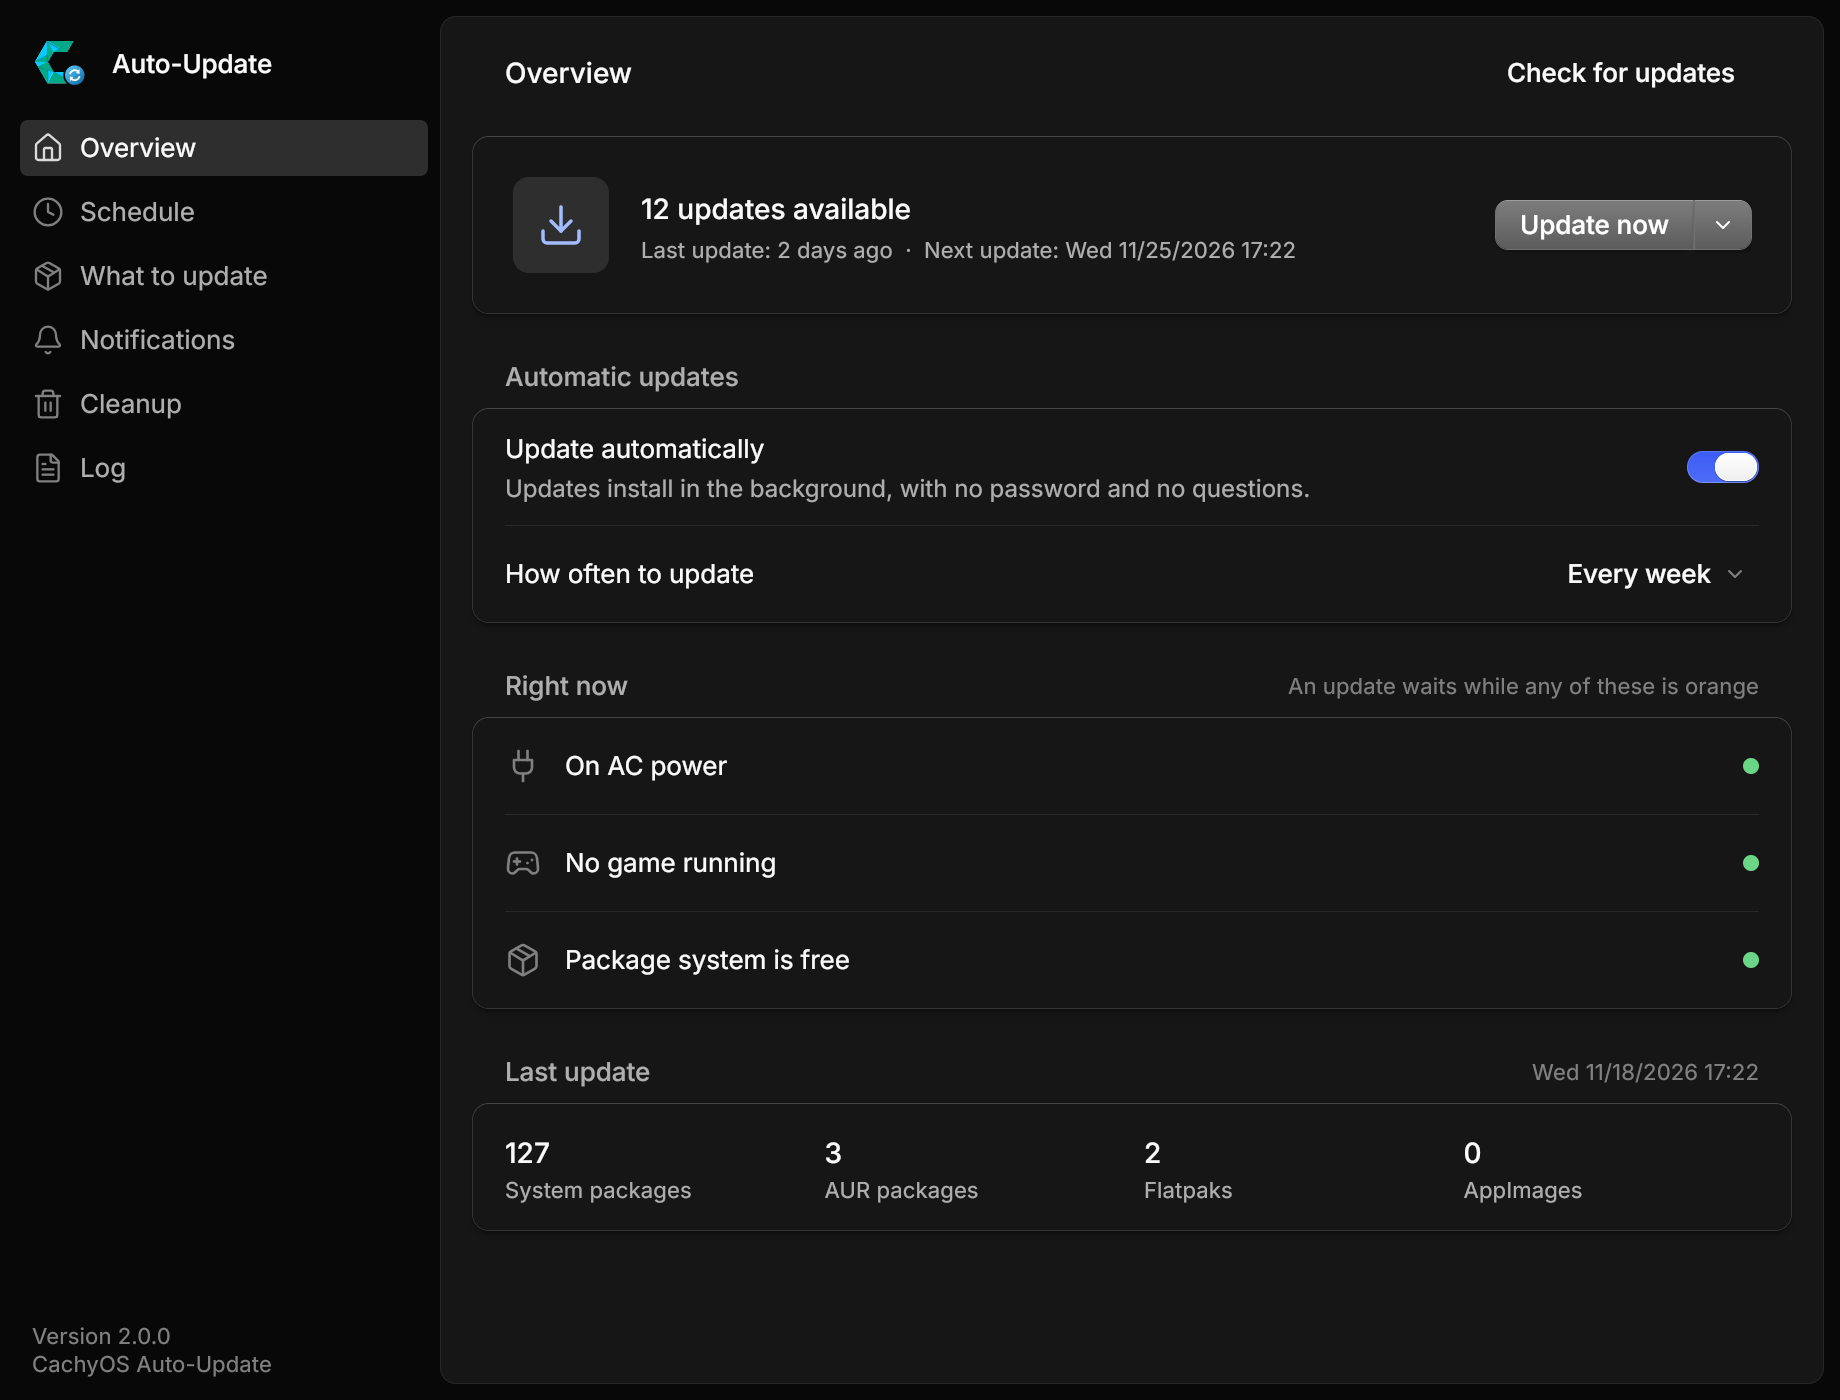 Auto-Update
Overview
Schedule
What to update
Notifications
Cleanup
Log
Version 2.0.0
CachyOS Auto-Update
Overview
Check for updates
12 updates available
Last update: 2 days ago · Next update: Wed 11/25/2026 17:22
Update now
Automatic updates
Update automatically
Updates install in the background, with no password and no questions.
How often to update
Every week
Right now
An update waits while any of these is orange
On AC power
No game running
Package system is free
Last update
Wed 11/18/2026 17:22
127
System packages
3
AUR packages
2
Flatpaks
0
AppImages